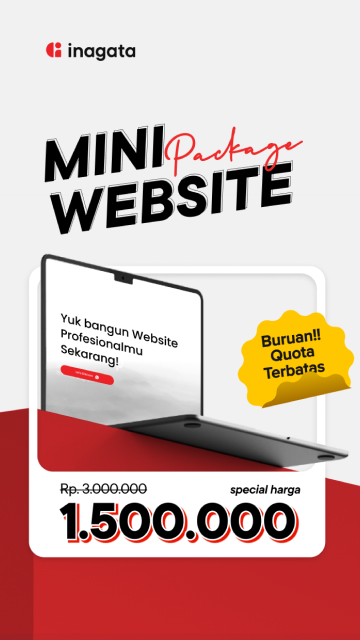 inagata
MINI Package
WEBSITE
Yuk bangun Website
Profesionalmu
Sekarang!
Buruan!!
Quota
Terbatas
Rp. 3.000.000
special harga
1.500.000